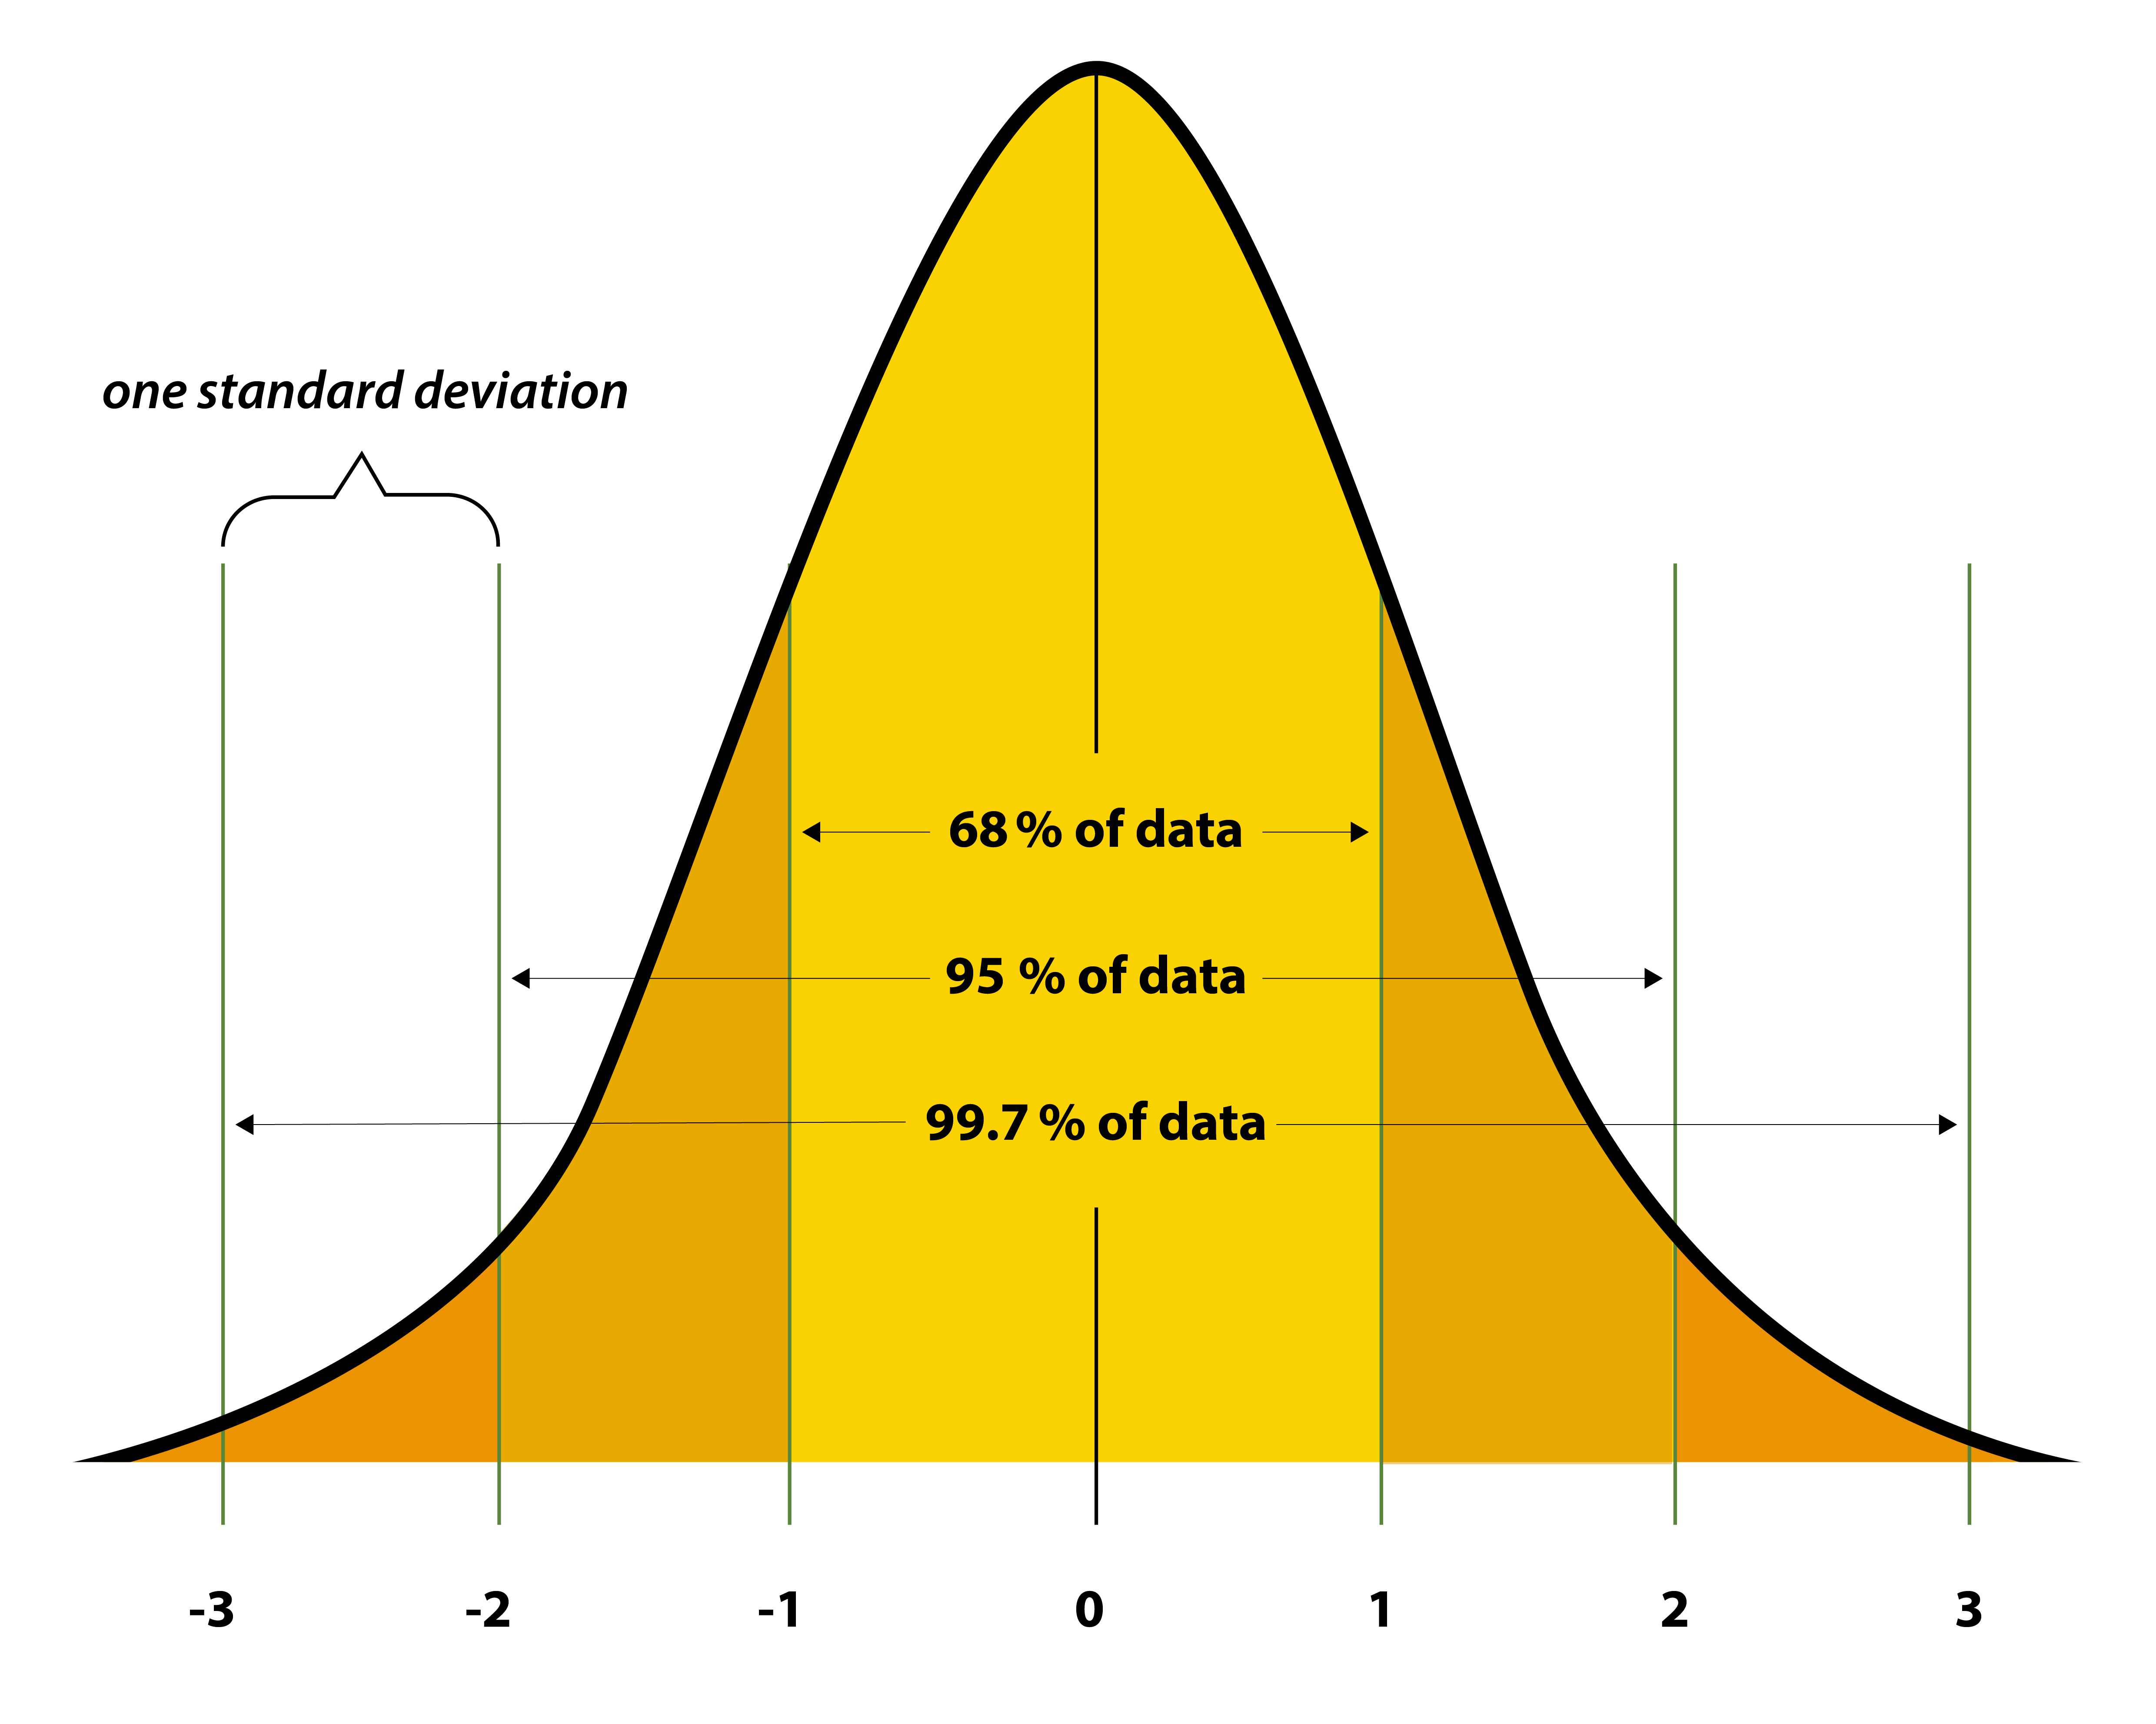 one standard deviation
68 % of data
95 % of data
99.7 % of data
-3 -2 -1 0 1 2 3